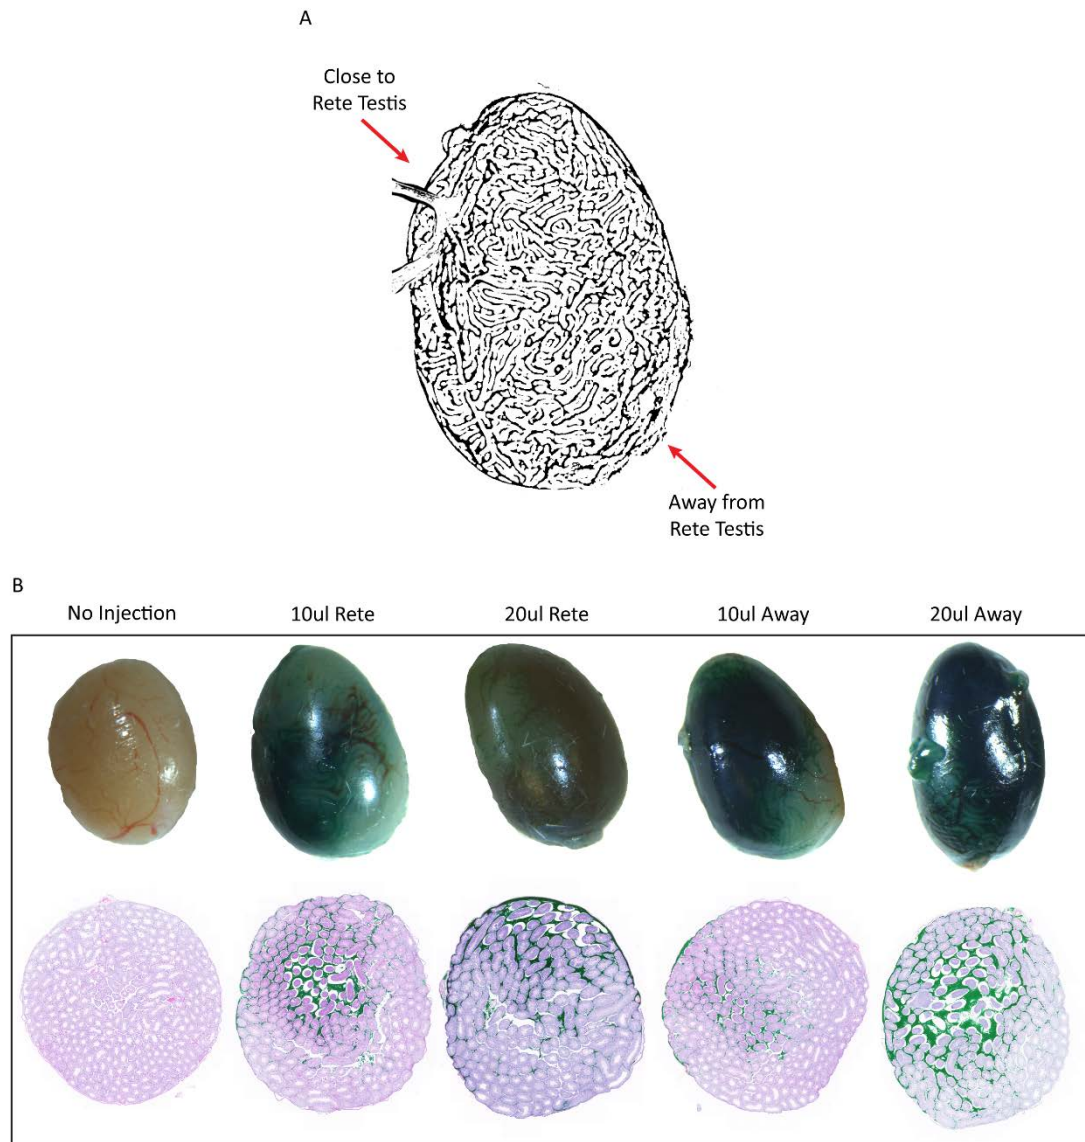 A
Close to
Rete Testis
Away from
Rete Testis
B
No Injection
10ul Rete
20ul Rete
10ul Away
20ul Away